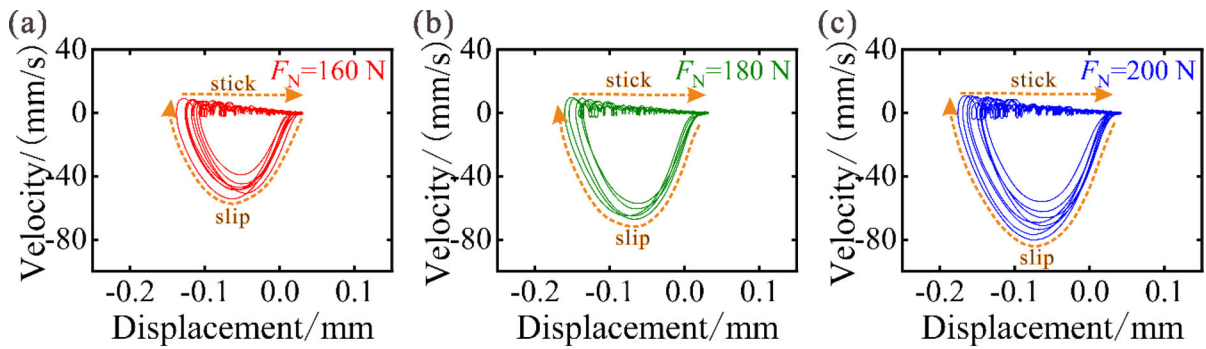 (a)
40
0
-40
-80
Velocity/(mm/s)
F_N=160 N
stick
slip
-0.2 -0.1 0.0 0.1
Displacement/mm
(b)
40
0
-40
-80
Velocity/(mm/s)
F_N=180 N
stick
slip
-0.2 -0.1 0.0 0.1
Displacement/mm
(c)
40
0
-40
-80
Velocity/ (mm/s)
F_N=200 N
stick
slip
-0.2 -0.1 0.0 0.1
Displacement/mm